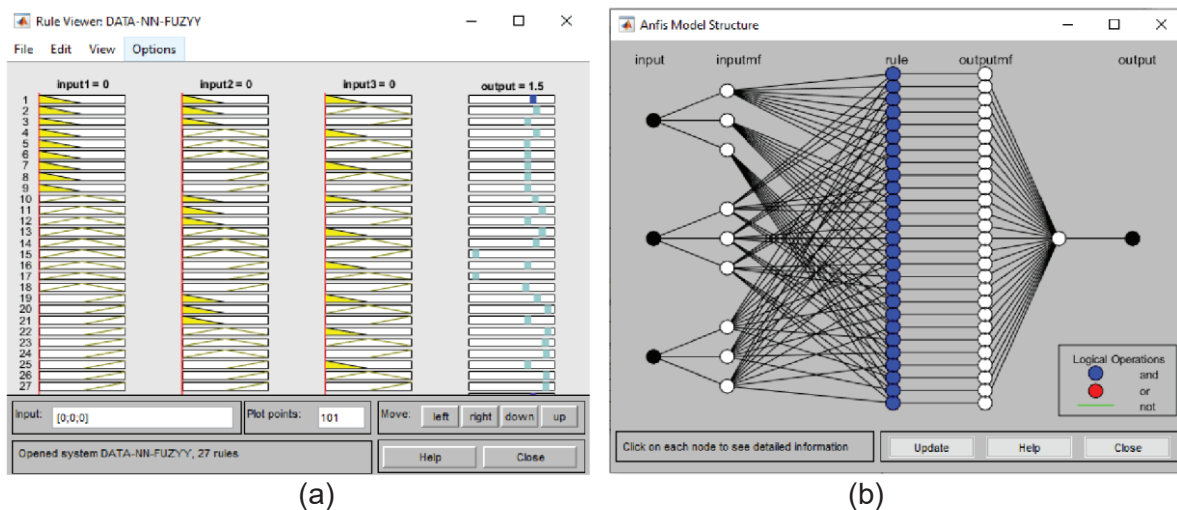 Rule Viewer: DATA-NN-FUZYY
File Edit View Options
input1 = 0 input2 = 0 input3 = 0 output = 1.5
1
2
3
4
5
6
7
8
9
10
11
12
13
14
15
16
17
18
19
20
21
22
23
24
25
26
27
Input: [0;0;0] Plot points: 101 Move: left right down up
Opened system DATA-NN-FUZYY, 27 rules Help Close
(a)
Anfis Model Structure
input inputmf rule outputmf output
Logical Operations
and
or
not
Click on each node to see detailed information Update Help Close
(b)